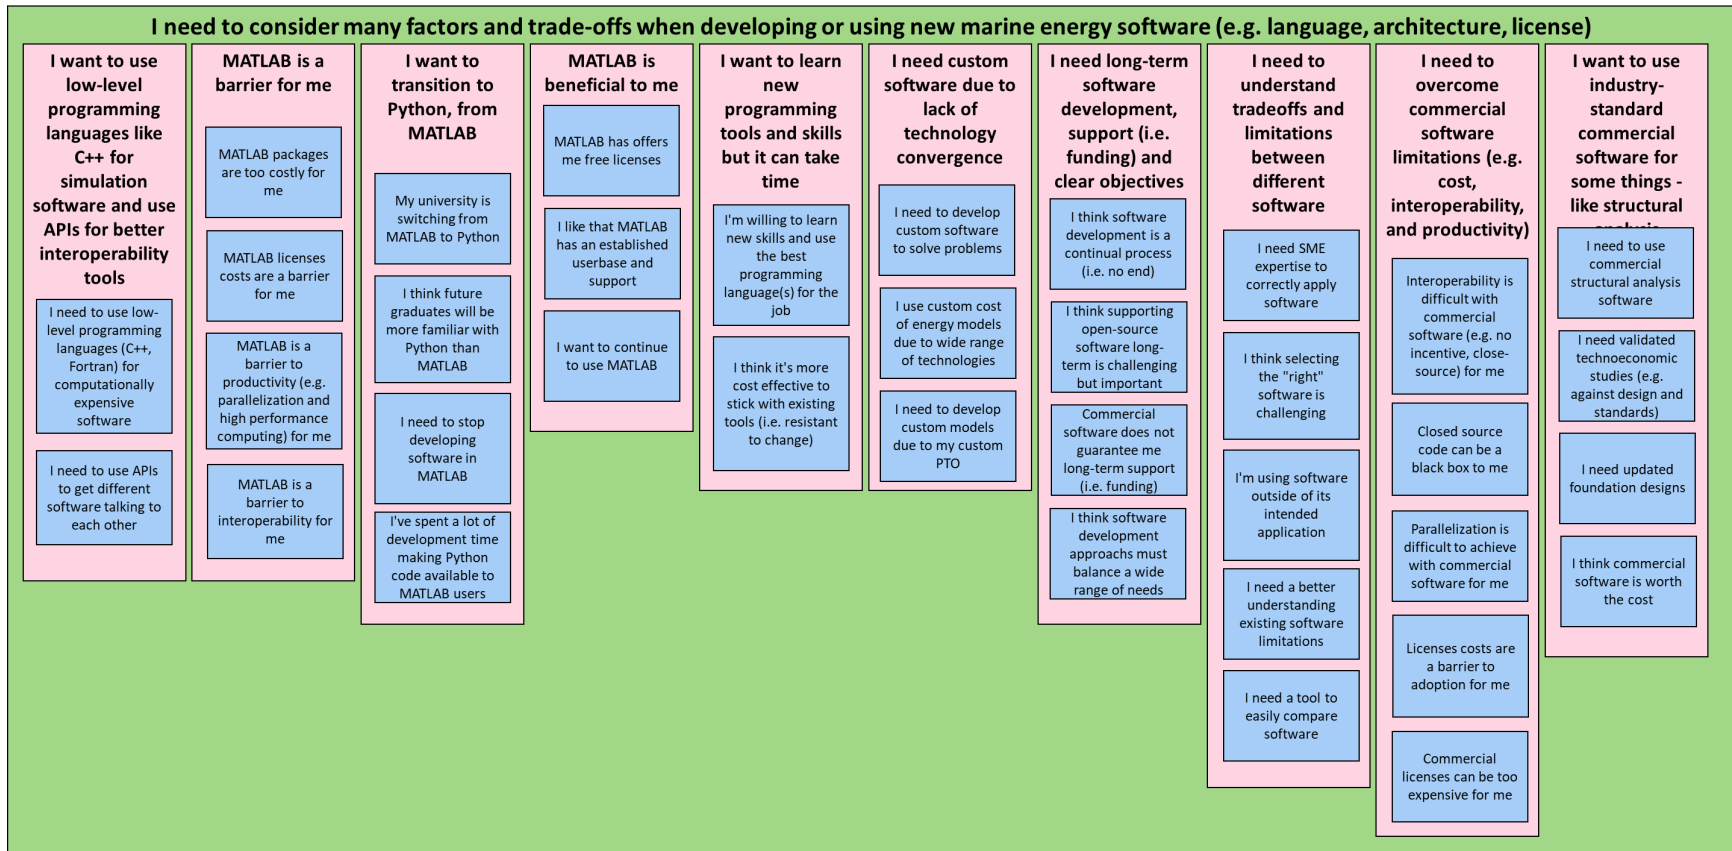 I need to consider many factors and trade-offs when developing or using new marine energy software (e.g. language, architecture, license)
I want to use
low-level
programming
languages like
C++ for
simulation
software and use
APIs for better
interoperability
tools
I need to use low-
level programming
languages (C++,
Fortran) for
computationally
expensive
software
I need to use APIs
to get different
software talking to
each other
MATLAB is a
barrier for me
MATLAB packages
are too costly for
me
MATLAB licenses
costs are a barrier
for me
MATLAB is a
barrier to
productivity (e.g.
parallelization and
high performance
computing) for me
MATLAB is a
barrier to
interoperability for
me
I want to
transition to
Python, from
MATLAB
My university is
switching from
MATLAB to Python
I think future
graduates will be
more familiar with
Python than
MATLAB
I need to stop
developing
software in
MATLAB
I've spent a lot of
development time
making Python
code available to
MATLAB users
MATLAB is
beneficial to me
MATLAB has offers
me free licenses
I like that MATLAB
has an established
userbase and
support
I want to continue
to use MATLAB
I want to learn
new
programming
tools and skills
but it can take
time
I'm willing to learn
new skills and use
the best
programming
language(s) for the
job
I think it's more
cost effective to
stick with existing
tools (i.e. resistant
to change)
I need custom
software due to
lack of
technology
convergence
I need to develop
custom software
to solve problems
I use custom cost
of energy models
due to wide range
of technologies
I need to develop
custom models
due to my custom
PTO
I need long-term
software
development,
support (i.e.
funding) and
clear objectives
I think software
development is a
continual process
(i.e. no end)
I think supporting
open-source
software long-
term is challenging
but important
Commercial
software does not
guarantee me
long-term support
(i.e. funding)
I think software
development
approachs must
balance a wide
range of needs
I need to
understand
tradeoffs and
limitations
between
different
software
I need SME
expertise to
correctly apply
software
I think selecting
the "right"
software is
challenging
I'm using software
outside of its
intended
application
I need a better
understanding
existing software
limitations
I need a tool to
easily compare
software
I need to
overcome
commercial
software
limitations (e.g.
cost,
interoperability,
and productivity)
Interoperability is
difficult with
commercial
software (e.g. no
incentive, close-
source) for me
Closed source
code can be a
black box to me
Parallelization is
difficult to achieve
with commercial
software for me
Licenses costs are
a barrier to
adoption for me
Commercial
licenses can be too
expensive for me
I want to use
industry-
standard
commercial
software for
some things -
like structural
analysis
I need to use
commercial
structural analysis
software
I need validated
technoeconomic
studies (e.g.
against design and
standards)
I need updated
foundation designs
I think commercial
software is worth
the cost